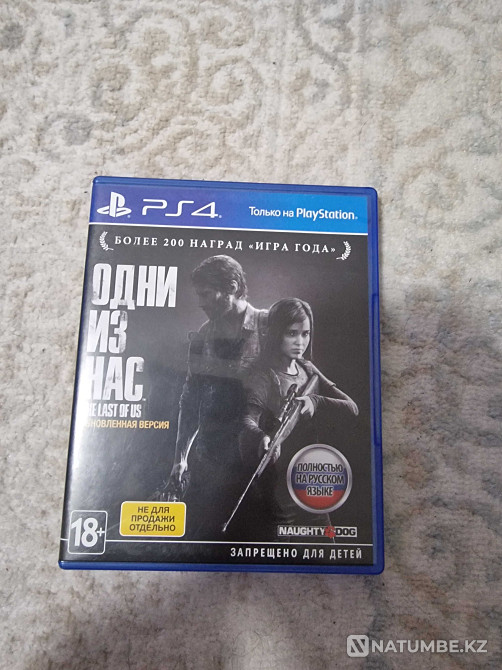 PS4
Только на PlayStation
БОЛЕЕ 200 НАГРАД «ИГРА ГОДА»
ОДНИ
ИЗ
НАС
THE LAST OF US
ОБНОВЛЕННАЯ ВЕРСИЯ
ПОЛНОСТЬЮ
НА РУССКОМ
ЯЗЫКЕ
НЕ ДЛЯ
ПРОДАЖИ
ОТДЕЛЬНО
NAUGHTY DOG
18+
ЗАПРЕЩЕНО ДЛЯ ДЕТЕЙ
NATUMBE.KZ